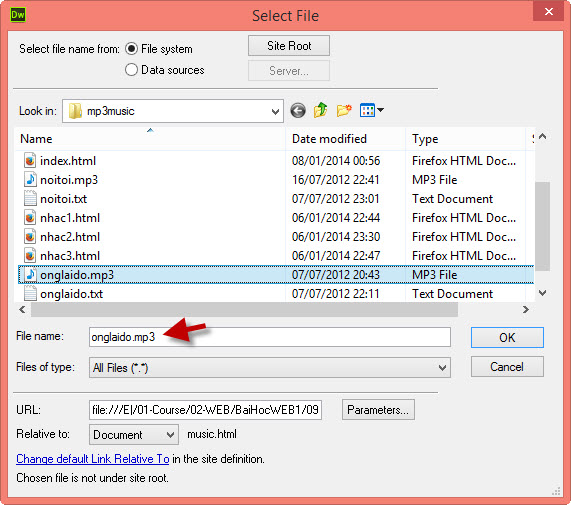 Dw
Select File
Select file name from: File system Site Root
Data sources Server...
Look in: mp3music
Name Date modified Type S
index.html 08/01/2014 00:56 Firefox HTML Doc...
noitoi.mp3 16/07/2012 22:41 MP3 File
noitoi.txt 07/07/2012 23:01 Text Document
nhac1.html 06/01/2014 22:44 Firefox HTML Doc...
nhac2.html 06/01/2014 23:30 Firefox HTML Doc...
nhac3.html 06/01/2014 22:47 Firefox HTML Doc...
onglaido.mp3 07/07/2012 20:43 MP3 File
onglaido.txt 07/07/2012 22:11 Text Document
File name: onglaido.mp3 OK
Files of type: All Files (*.*) Cancel
URL: file:///E|/01-Course/02-WEB/BaiHocWEB1/09 Parameters...
Relative to: Document music.html
Change default Link Relative To in the site definition.
Chosen file is not under site root.